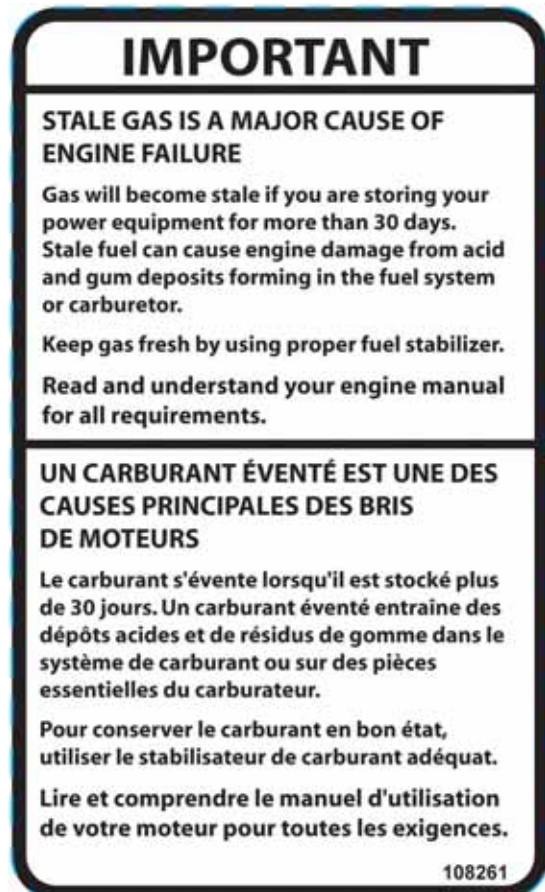 IMPORTANT
STALE GAS IS A MAJOR CAUSE OF
ENGINE FAILURE
Gas will become stale if you are storing your
power equipment for more than 30 days.
Stale fuel can cause engine damage from acid
and gum deposits forming in the fuel system
or carburetor.
Keep gas fresh by using proper fuel stabilizer.
Read and understand your engine manual
for all requirements.
UN CARBURANT ÉVENTÉ EST UNE DES
CAUSES PRINCIPALES DES BRIS
DE MOTEURS
Le carburant s'évente lorsqu'il est stocké plus
de 30 jours. Un carburant éventé entraîne des
dépôts acides et de résidus de gomme dans le
système de carburant ou sur des pièces
essentielles du carburateur.
Pour conserver le carburant en bon état,
utiliser le stabilisateur de carburant adéquat.
Lire et comprendre le manuel d'utilisation
de votre moteur pour toutes les exigences.
108261